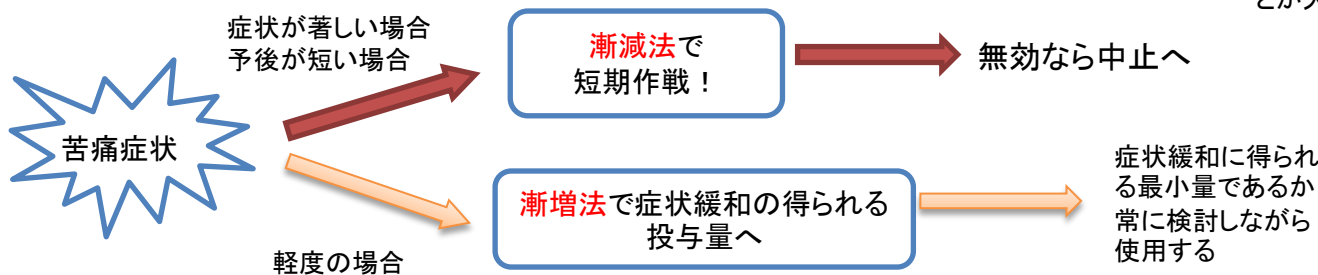 症状が著しい場合
予後が短い場合
漸減法で
短期作戦！
無効なら中止へ
苦痛症状
漸増法で症状緩和の得られる
投与量へ
症状緩和に得られ
る最小量であるか
常に検討しながら
使用する
軽度の場合